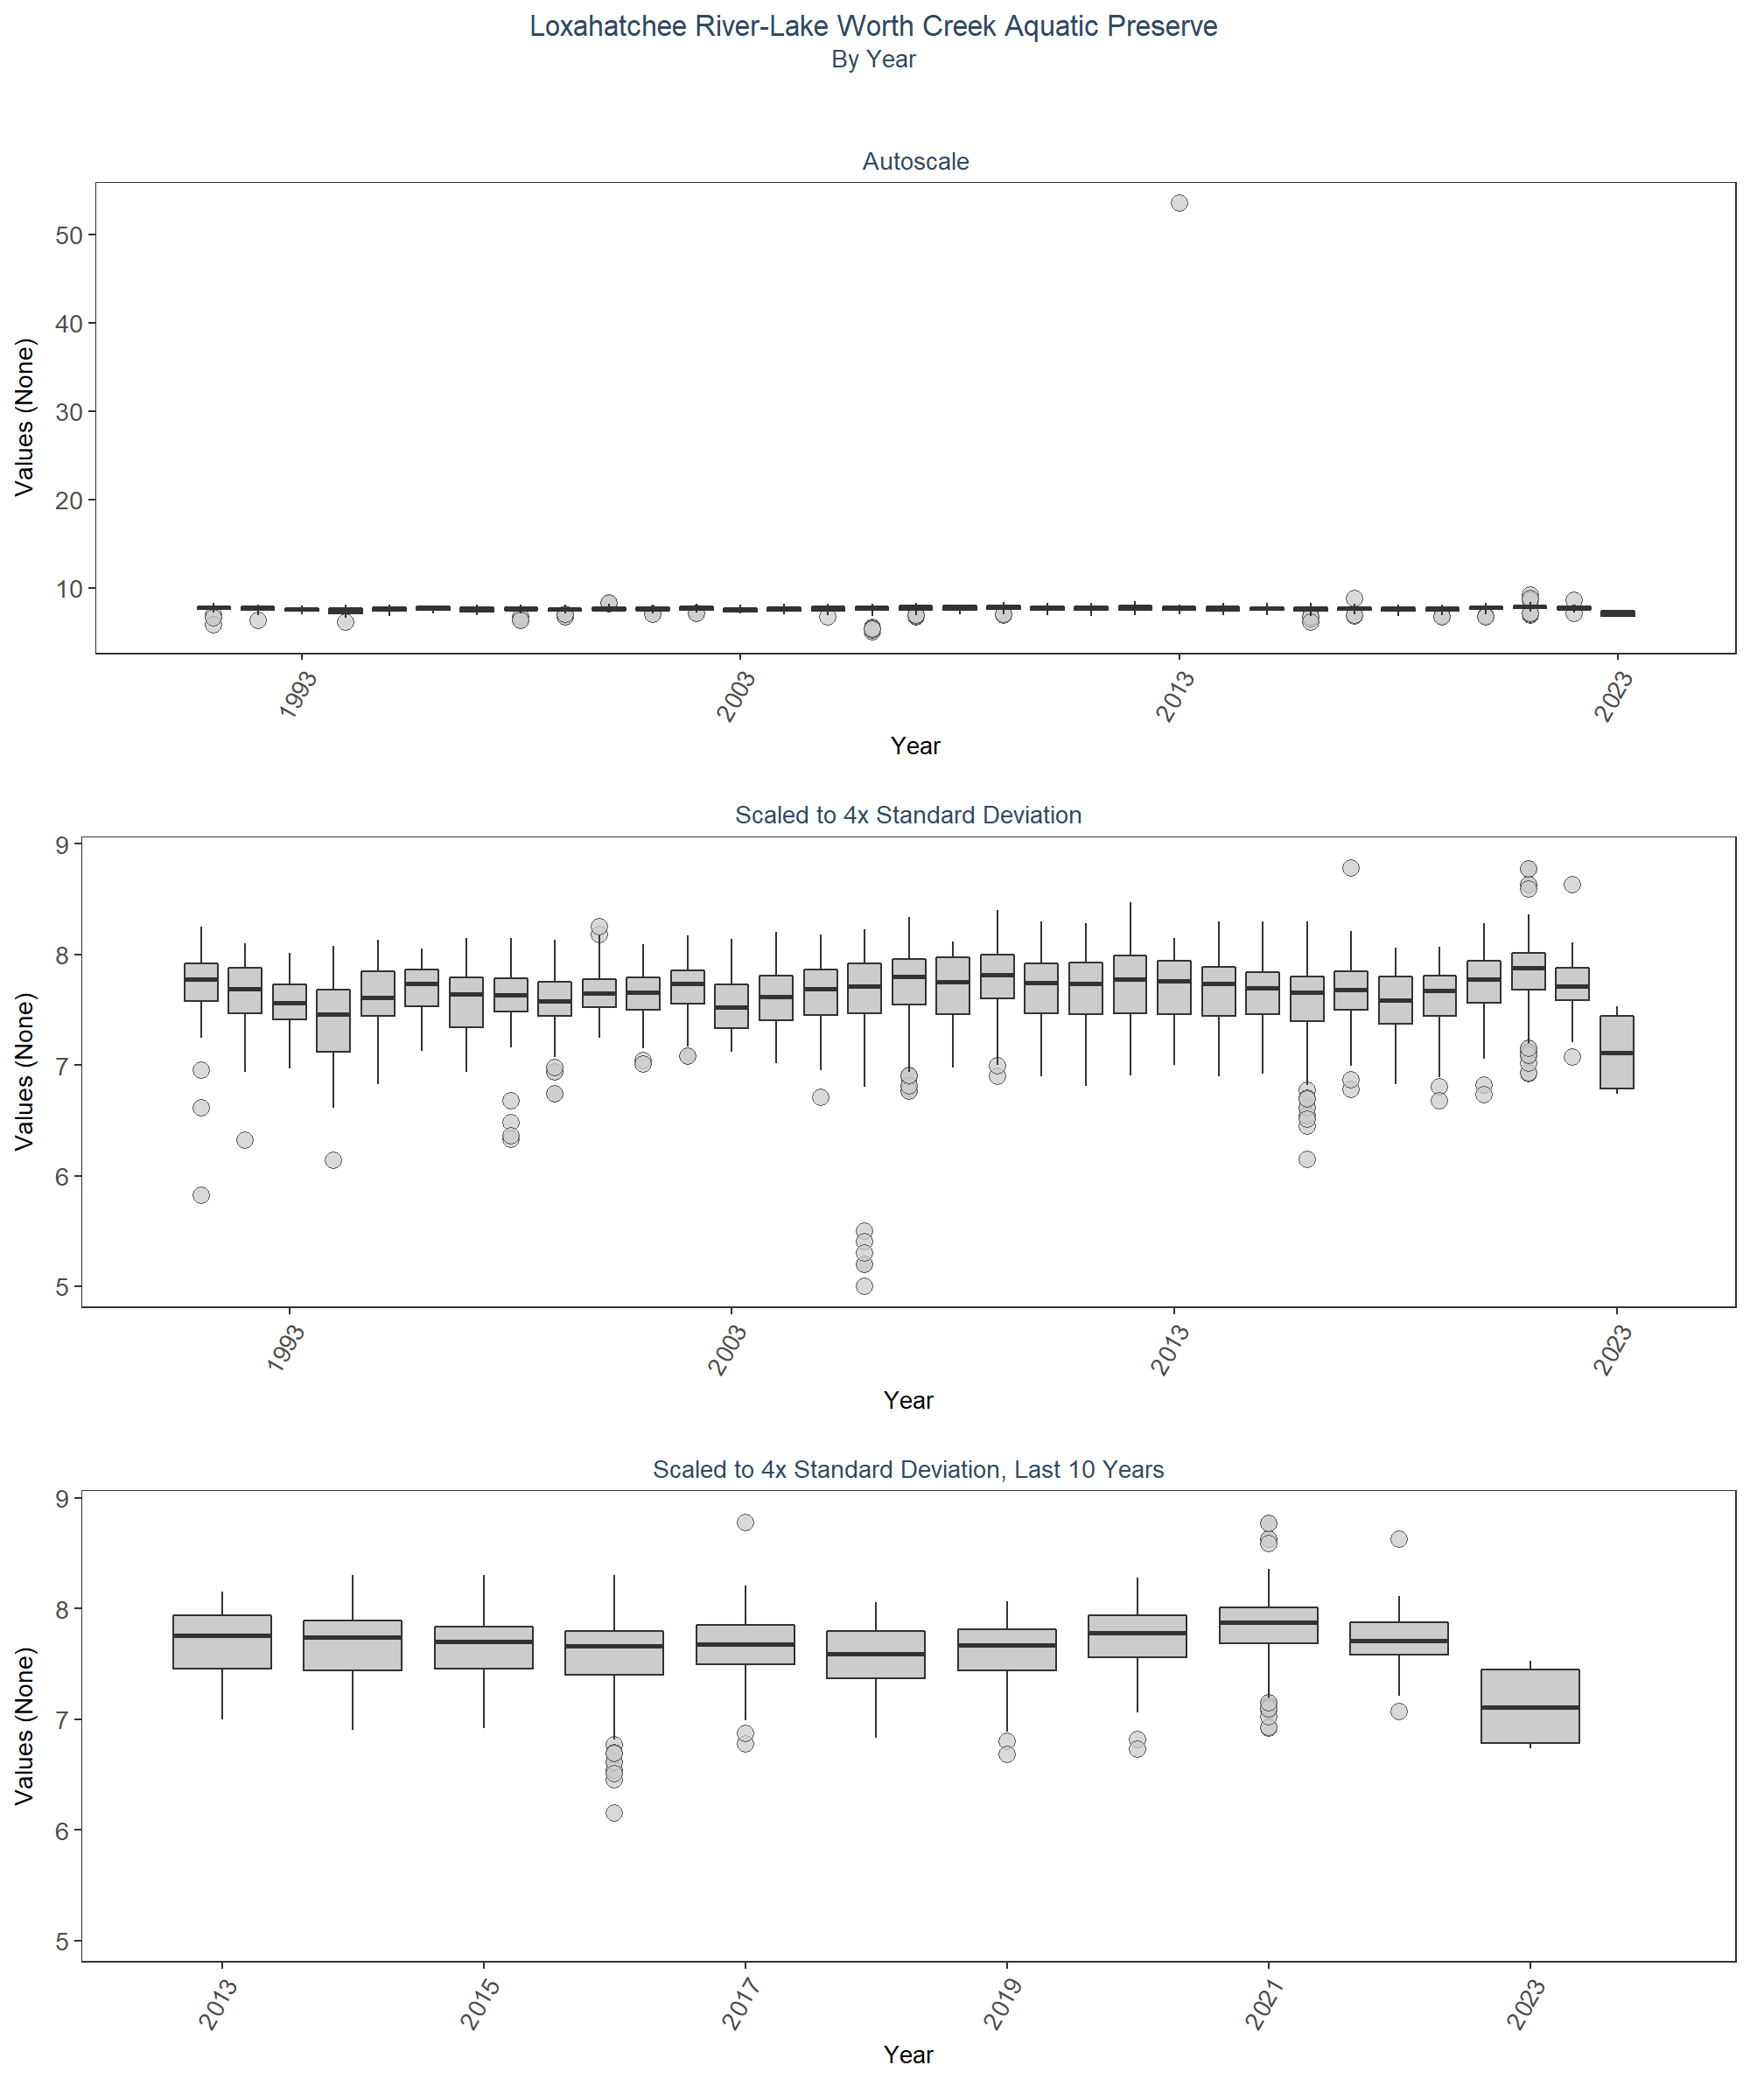 Loxahatchee River-Lake Worth Creek Aquatic Preserve
By Year
Autoscale
Values (None)
50
40
30
20
10
1993
2003
2013
2023
Year
Scaled to 4x Standard Deviation
Values (None)
9
8
7
6
5
1993
2003
2013
2023
Year
Scaled to 4x Standard Deviation, Last 10 Years
Values (None)
9
8
7
6
5
2013
2015
2017
2019
2021
2023
Year